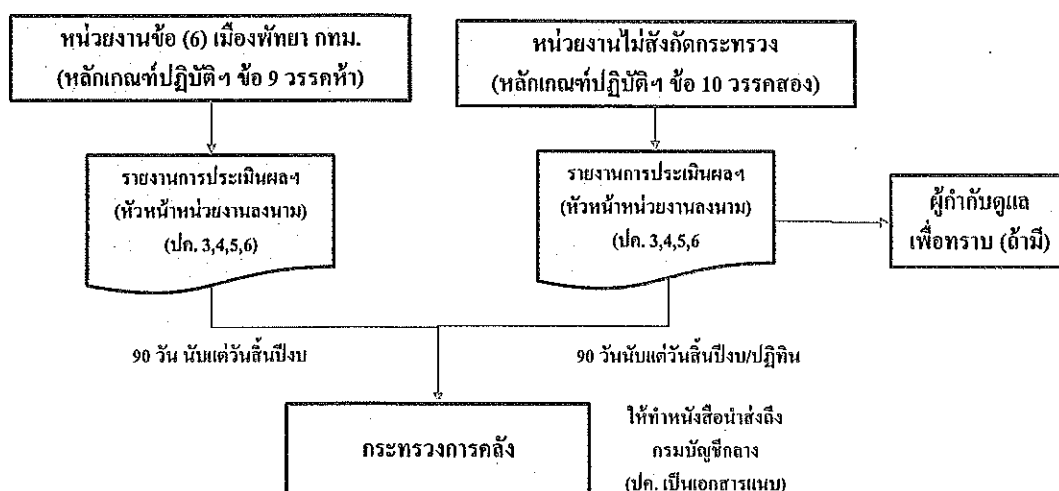 หน่วยงานข้อ (6) เมืองพัทยา กทม.
(หลักเกณฑ์ปฏิบัติฯ ข้อ 9 วรรคห้า)
หน่วยงานไม่สังกัดกระทรวง
(หลักเกณฑ์ปฏิบัติฯ ข้อ 10 วรรคสอง)
รายงานการประเมินผลฯ
(หัวหน้าหน่วยงานลงนาม)
(ปค. 3,4,5,6)
รายงานการประเมินผลฯ
(หัวหน้าหน่วยงานลงนาม)
(ปค. 3,4,5,6
ผู้กำกับดูแล
เพื่อทราบ (ถ้ามี)
90 วัน นับแต่วันสิ้นปีงบ
90 วันนับแต่วันสิ้นปีงบ/ปฏิทิน
กระทรวงการคลัง
ให้ทำหนังสือนำส่งถึง
กรมบัญชีกลาง
(ปค. เป็นเอกสารแนบ)